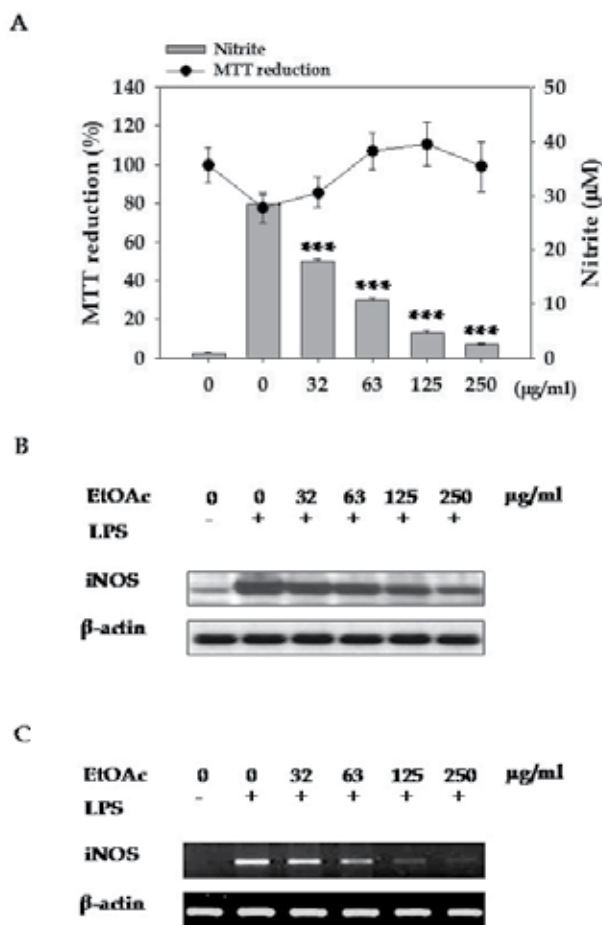 A
Nitrite
MTT reduction
140
120
100
80
60
40
20
0
MTT reduction (%)
50
40
30
20
10
0
Nitrite (μM)
*** *** *** ***
0 0 32 63 125 250 (μg/ml)
B
EtOAc 0 0 32 63 125 250 μg/ml
LPS - + + + + +
iNOS
β-actin
C
EtOAc 0 0 32 63 125 250 μg/ml
LPS - + + + + +
iNOS
β-actin